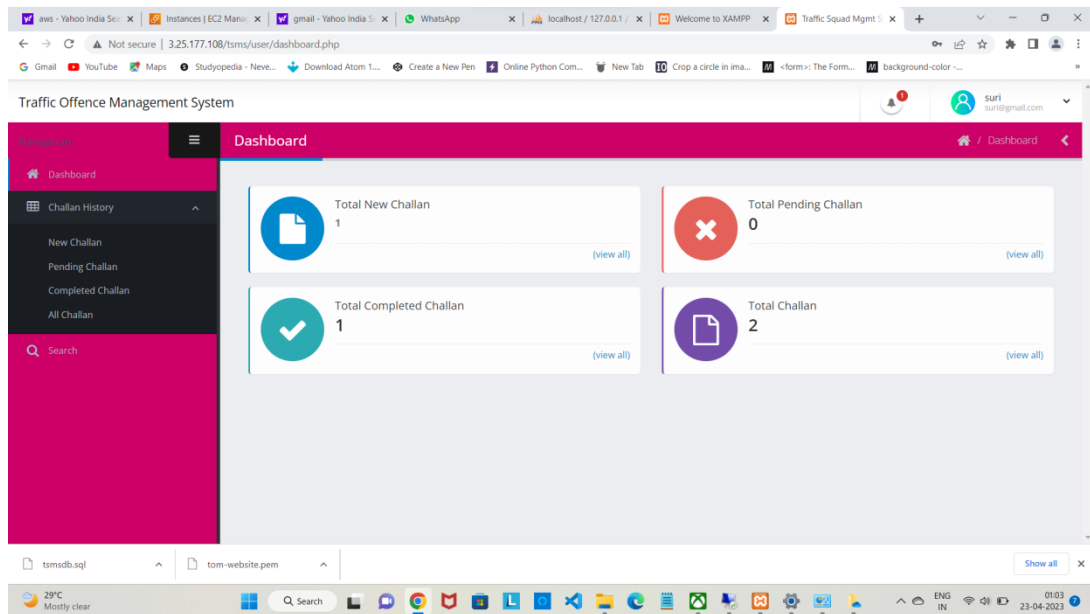 aws - Yahoo India Sea
Instances | EC2 Manag
gmail - Yahoo India S
WhatsApp
localhost / 127.0.0.1 /
Welcome to XAMPP
Traffic Squad Mgmt S
Not secure | 3.25.177.108/tsms/user/dashboard.php
Gmail
YouTube
Maps
Studyopedia - Neve...
Download Atom 1....
Create a New Pen
Online Python Com...
New Tab
Crop a circle in ima...
<form>: The Form...
background-color -...
»
Traffic Offence Management System
1
suri
suri@gmail.com
Navigation
Dashboard
/ Dashboard
Dashboard
Challan History
New Challan
Pending Challan
Completed Challan
All Challan
Search
Total New Challan
1
(view all)
Total Pending Challan
0
(view all)
Total Completed Challan
1
(view all)
Total Challan
2
(view all)
tsmsdb.sql
tom-website.pem
Show all
29°C
Mostly clear
Search
ENG
IN
01:03
23-04-2023